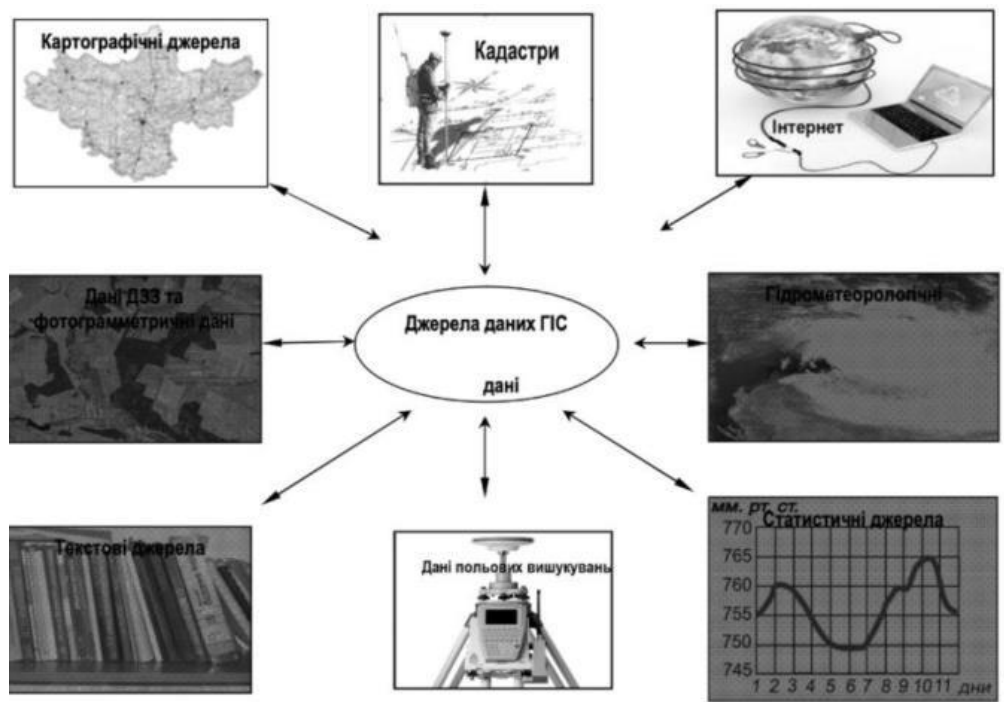 Картографічні джерела
Кадастри
Інтернет
Дані ДЗЗ та
фотограмметричні дані
Джерела даних ГІС
дані
Гідрометеорологічні
Текстові джерела
Дані польових вишукувань
мм. рт. ст.
Статистичні джерела
770
765
760
755
750
745
1 2 3 4 5 6 7 8 9 10 11 дни